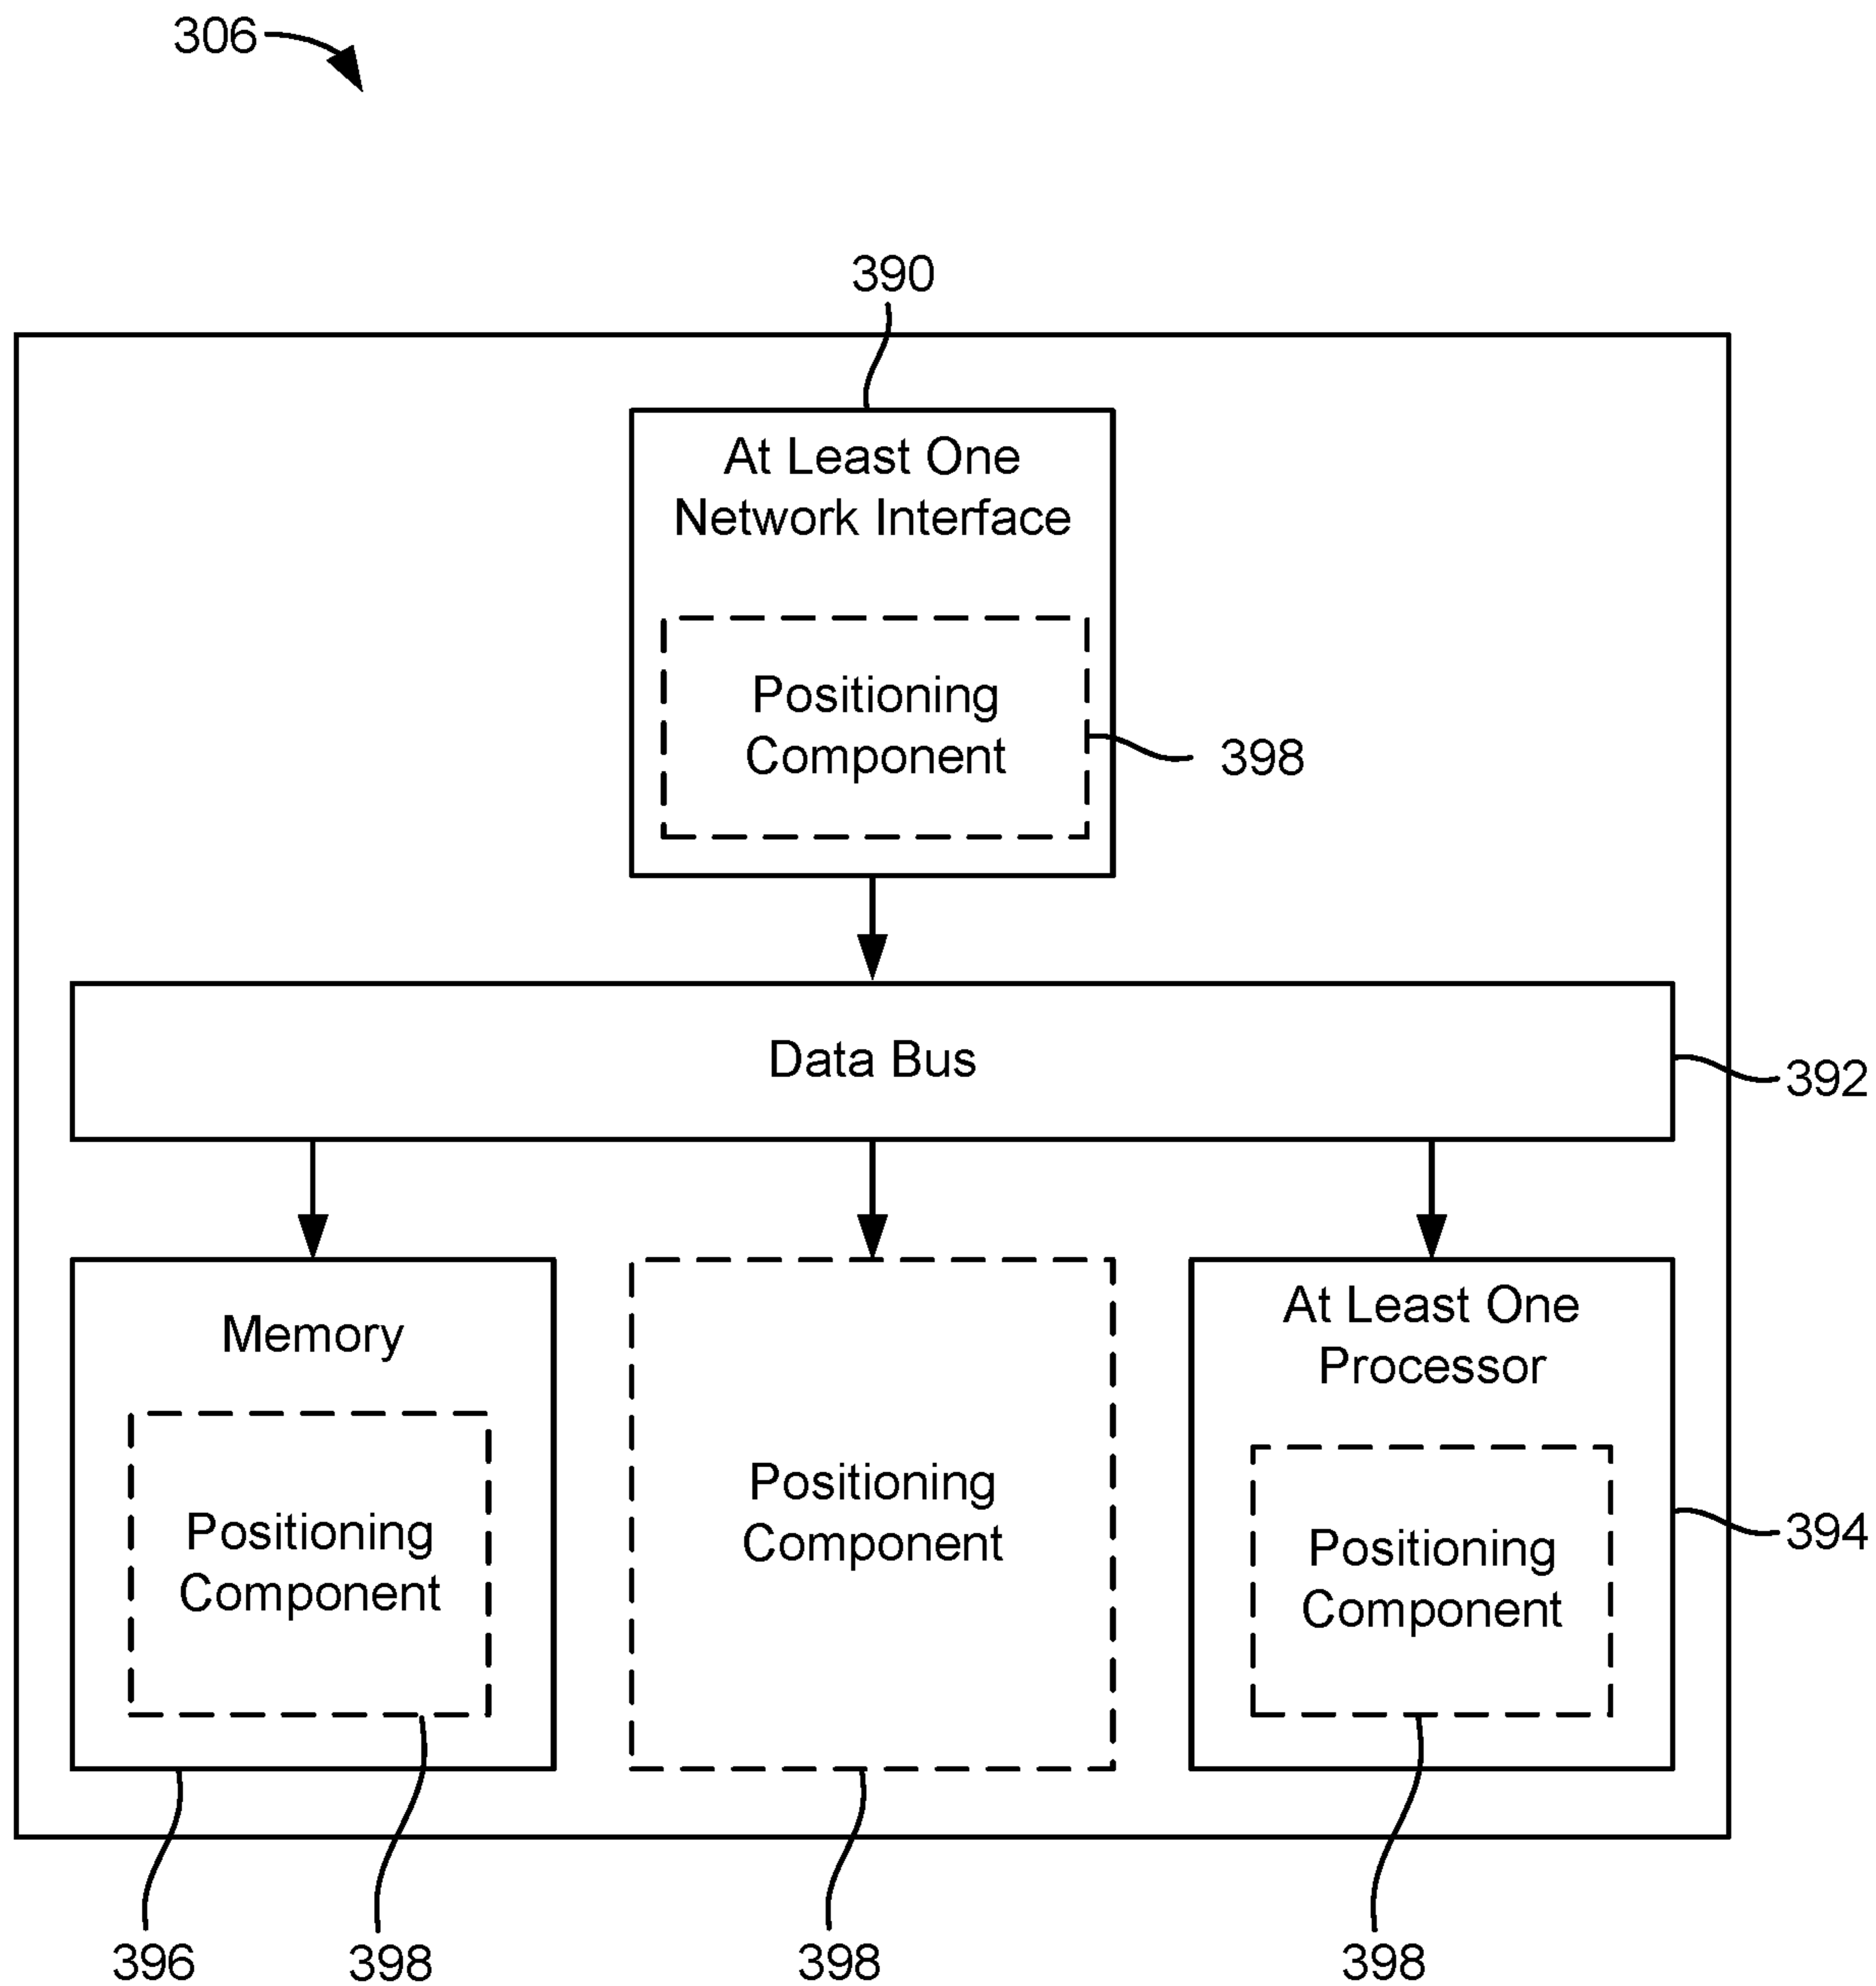 306
390
At Least One
Network Interface
Positioning
Component
398
Data Bus
392
Memory
Positioning
Component
Positioning
Component
At Least One
Processor
Positioning
Component
394
396
398
398
398